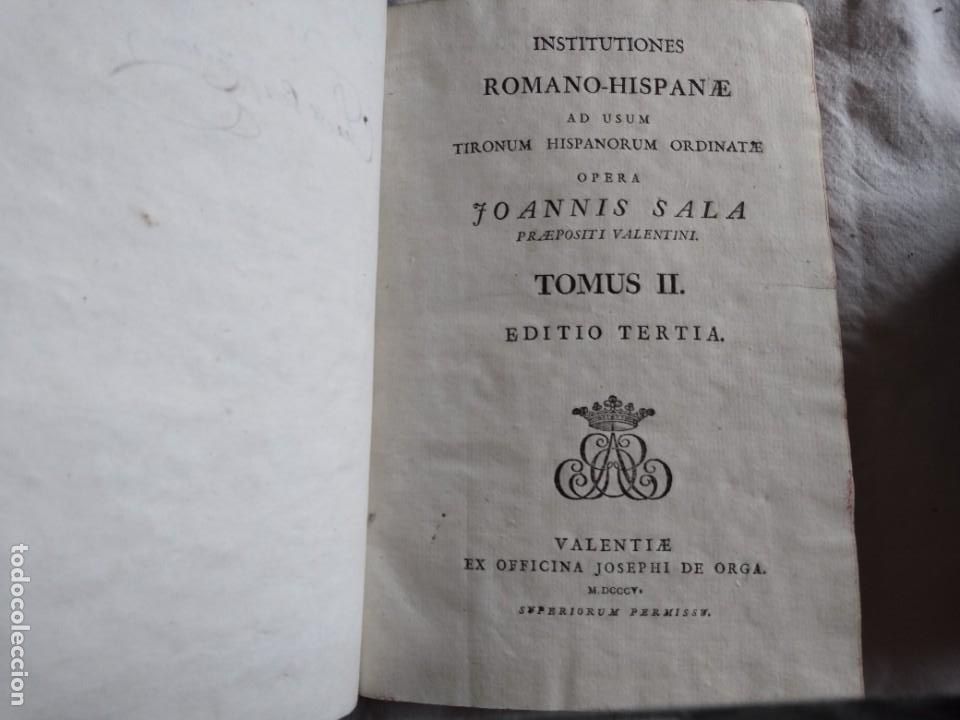 INSTITUTIONES
ROMANO-HISPANÆ
AD USUM
TIRONUM HISPANORUM ORDINATÆ
OPERA
JOANNIS SALA
PRÆPOSITI VALENTINI.
TOMUS II.
EDITIO TERTIA.
VALENTIÆ
EX OFFICINA JOSEPHI DE ORGA.
M.DCCCV.
SUPERIORUM PERMISSU.
todocoleccion.net